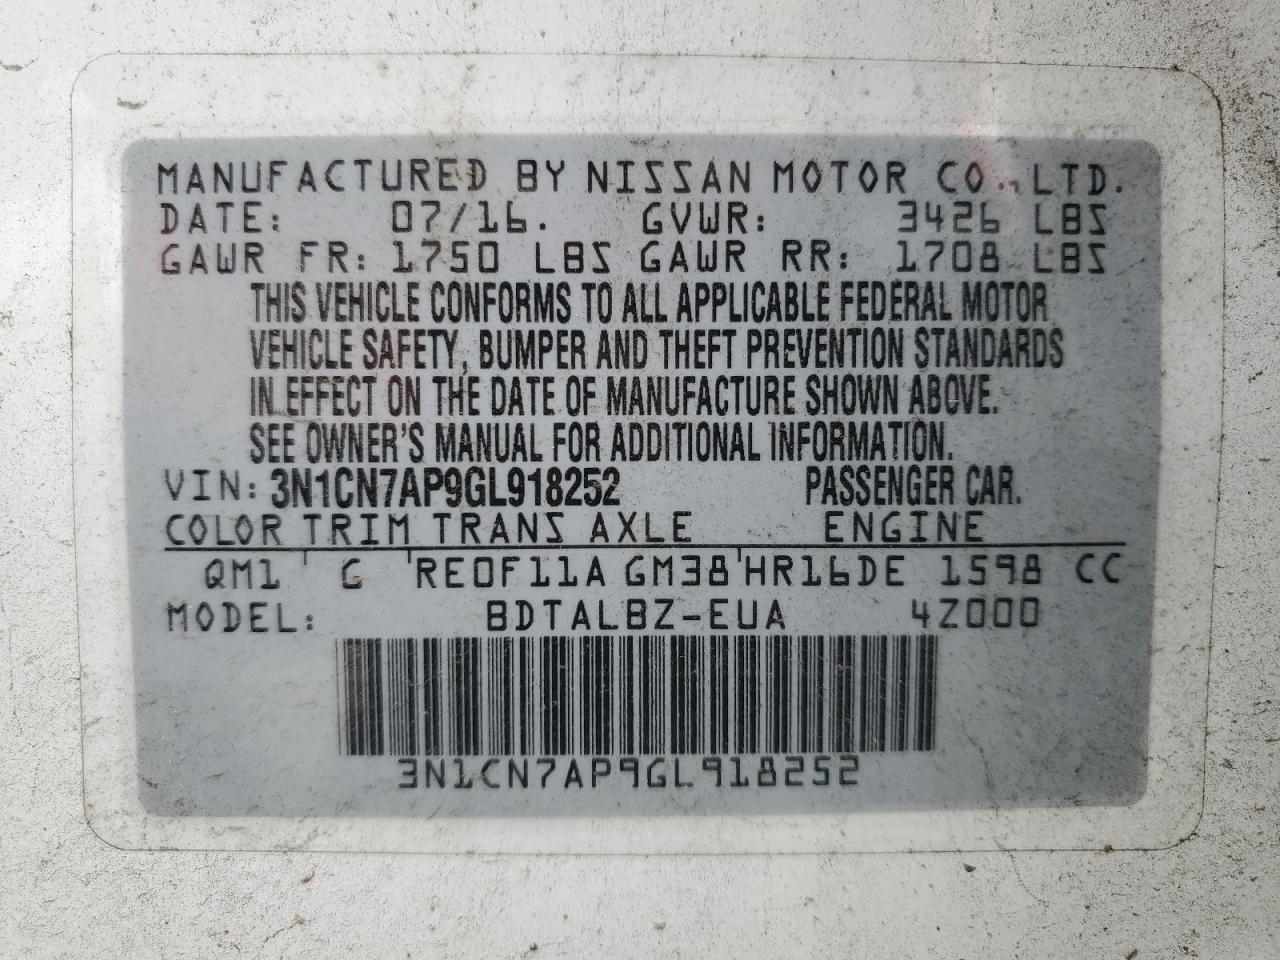 MANUFACTURED BY NISSAN MOTOR CO., LTD.
DATE: 07/16. GVWR: 3426 LBS
GAWR FR: 1750 LBS GAWR RR: 1708 LBS
THIS VEHICLE CONFORMS TO ALL APPLICABLE FEDERAL MOTOR
VEHICLE SAFETY, BUMPER AND THEFT PREVENTION STANDARDS
IN EFFECT ON THE DATE OF MANUFACTURE SHOWN ABOVE.
SEE OWNER'S MANUAL FOR ADDITIONAL INFORMATION.
VIN: 3N1CN7AP9GL918252 PASSENGER CAR.
COLOR TRIM TRANS AXLE ENGINE
QM1 G RE0F11A GM38 HR16DE 1598 CC
MODEL: BDTALBZ-EUA 4Z000
3N1CN7AP9GL918252